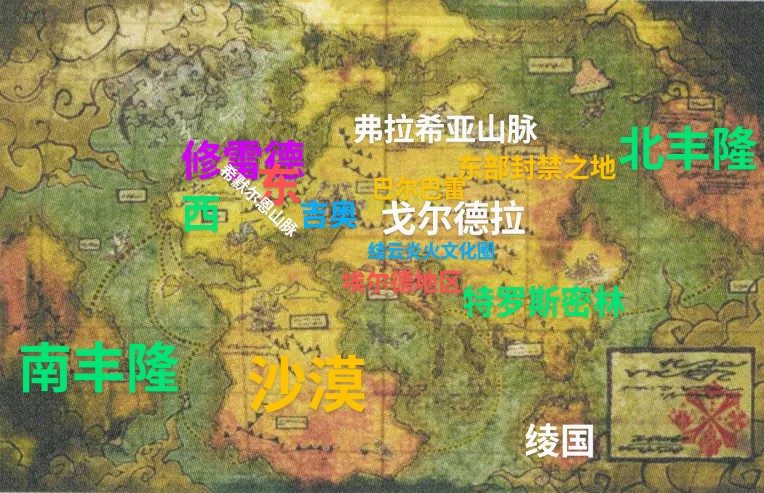 弗拉希亚山脉
北丰隆
修雷德
东部封禁之地
东
希默尔.恩山脉
巴尔巴雷
西
吉奥
戈尔德拉
结云炎火文化圈
埃尔德地区
特罗斯密林
南丰隆
沙漠
绫国